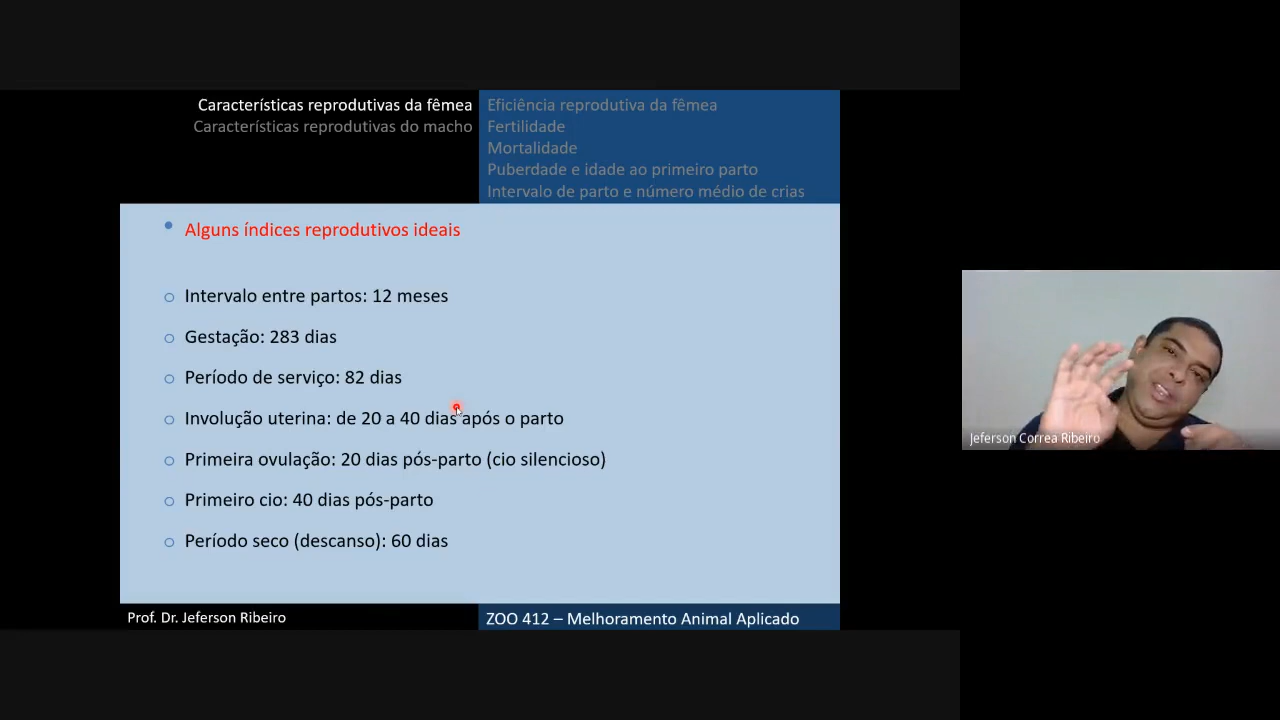 Características reprodutivas da fêmea
Características reprodutivas do macho
Eficiência reprodutiva da fêmea
Fertilidade
Mortalidade
Puberdade e idade ao primeiro parto
Intervalo de parto e número médio de crias
Alguns índices reprodutivos ideais
Intervalo entre partos: 12 meses
Gestação: 283 dias
Período de serviço: 82 dias
Involução uterina: de 20 a 40 dias após o parto
Primeira ovulação: 20 dias pós-parto (cio silencioso)
Primeiro cio: 40 dias pós-parto
Período seco (descanso): 60 dias
Prof. Dr. Jeferson Ribeiro
ZOO 412 – Melhoramento Animal Aplicado
Jeferson Correa Ribeiro